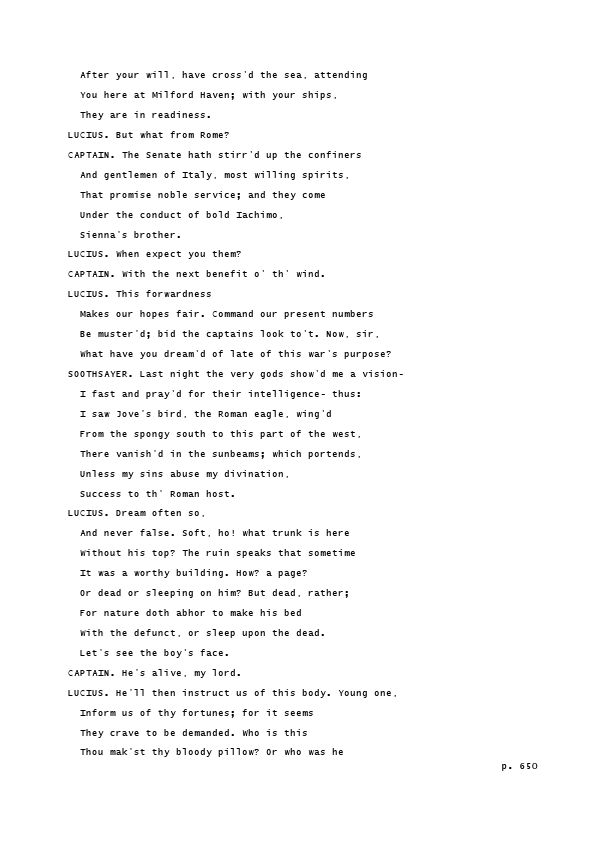 After your will, have cross'd the sea, attending
You here at Milford Haven; with your ships,
They are in readiness.
LUCIUS. But what from Rome?
CAPTAIN. The Senate hath stirr'd up the confiners
And gentlemen of Italy, most willing spirits,
That promise noble service; and they come
Under the conduct of bold Iachimo,
Sienna's brother.
LUCIUS. When expect you them?
CAPTAIN. With the next benefit o' th' wind.
LUCIUS. This forwardness
Makes our hopes fair. Command our present numbers
Be muster'd; bid the captains look to't. Now, sir,
What have you dream'd of late of this war's purpose?
SOOTHSAYER. Last night the very gods show'd me a vision-
I fast and pray'd for their intelligence- thus:
I saw Jove's bird, the Roman eagle, wing'd
From the spongy south to this part of the west,
There vanish'd in the sunbeams; which portends,
Unless my sins abuse my divination,
Success to th' Roman host.
LUCIUS. Dream often so,
And never false. Soft, ho! what trunk is here
Without his top? The ruin speaks that sometime
It was a worthy building. How? a page?
Or dead or sleeping on him? But dead, rather;
For nature doth abhor to make his bed
With the defunct, or sleep upon the dead.
Let's see the boy's face.
CAPTAIN. He's alive, my lord.
LUCIUS. He'll then instruct us of this body. Young one,
Inform us of thy fortunes; for it seems
They crave to be demanded. Who is this
Thou mak'st thy bloody pillow? Or who was he
p. 650